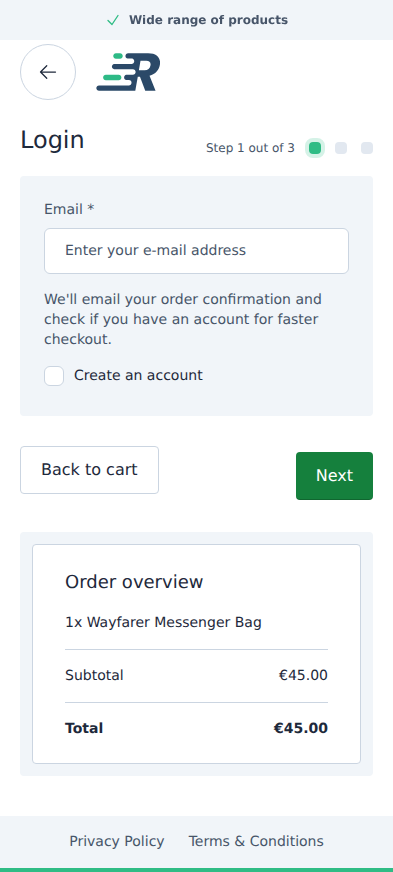 Wide range of products
R
Login
Step 1 out of 3
Email *
Enter your e-mail address
We'll email your order confirmation and
check if you have an account for faster
checkout.
Create an account
Back to cart
Next
Order overview
1x Wayfarer Messenger Bag
Subtotal €45.00
Total €45.00
Privacy Policy Terms & Conditions